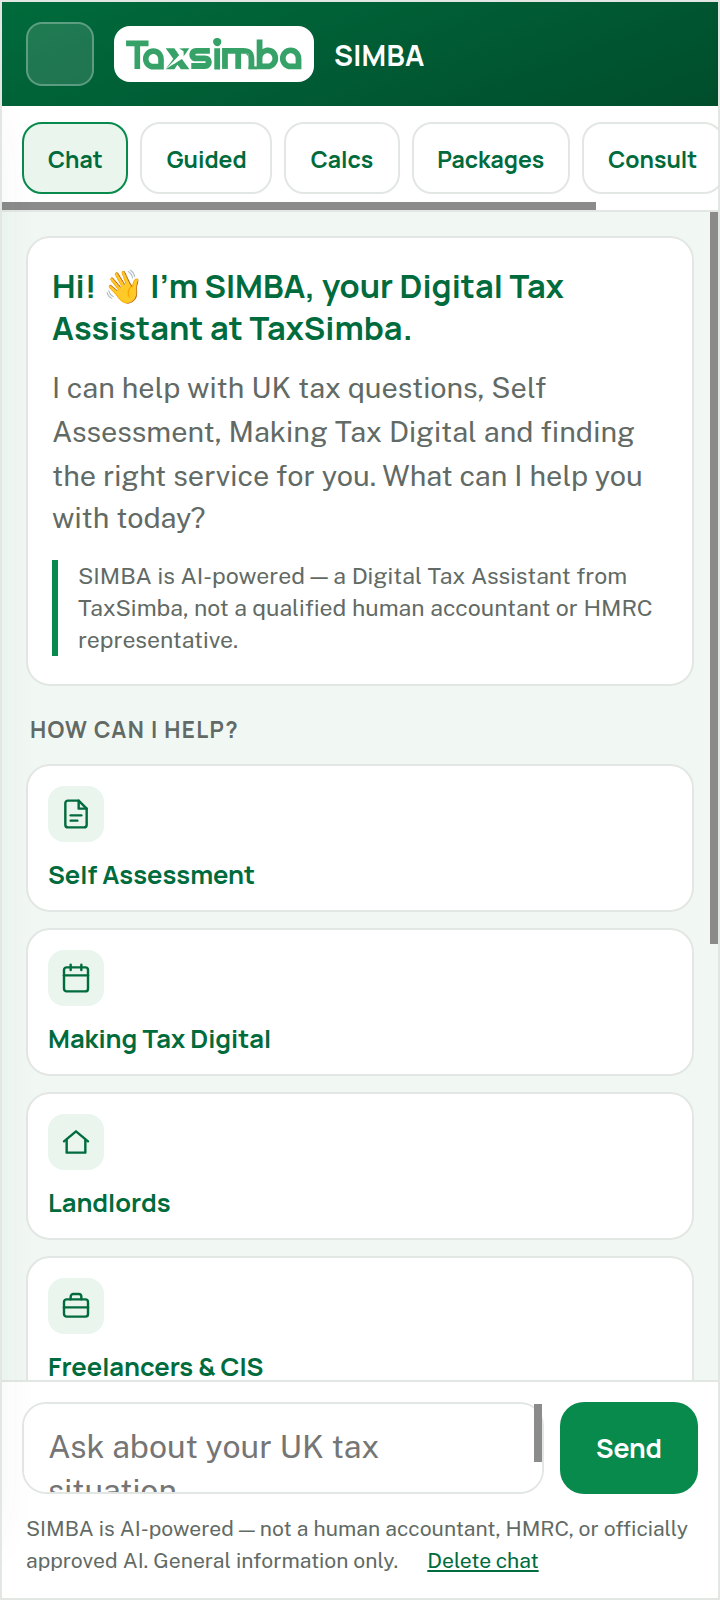 Taxsimba SIMBA
Chat Guided Calcs Packages Consult
Hi! 👋 I'm SIMBA, your Digital Tax
Assistant at TaxSimba.
I can help with UK tax questions, Self
Assessment, Making Tax Digital and finding
the right service for you. What can I help you
with today?
SIMBA is AI-powered — a Digital Tax Assistant from
TaxSimba, not a qualified human accountant or HMRC
representative.
HOW CAN I HELP?
Self Assessment
Making Tax Digital
Landlords
Freelancers & CIS
Ask about your UK tax
situation
Send
SIMBA is AI-powered — not a human accountant, HMRC, or officially
approved AI. General information only. Delete chat